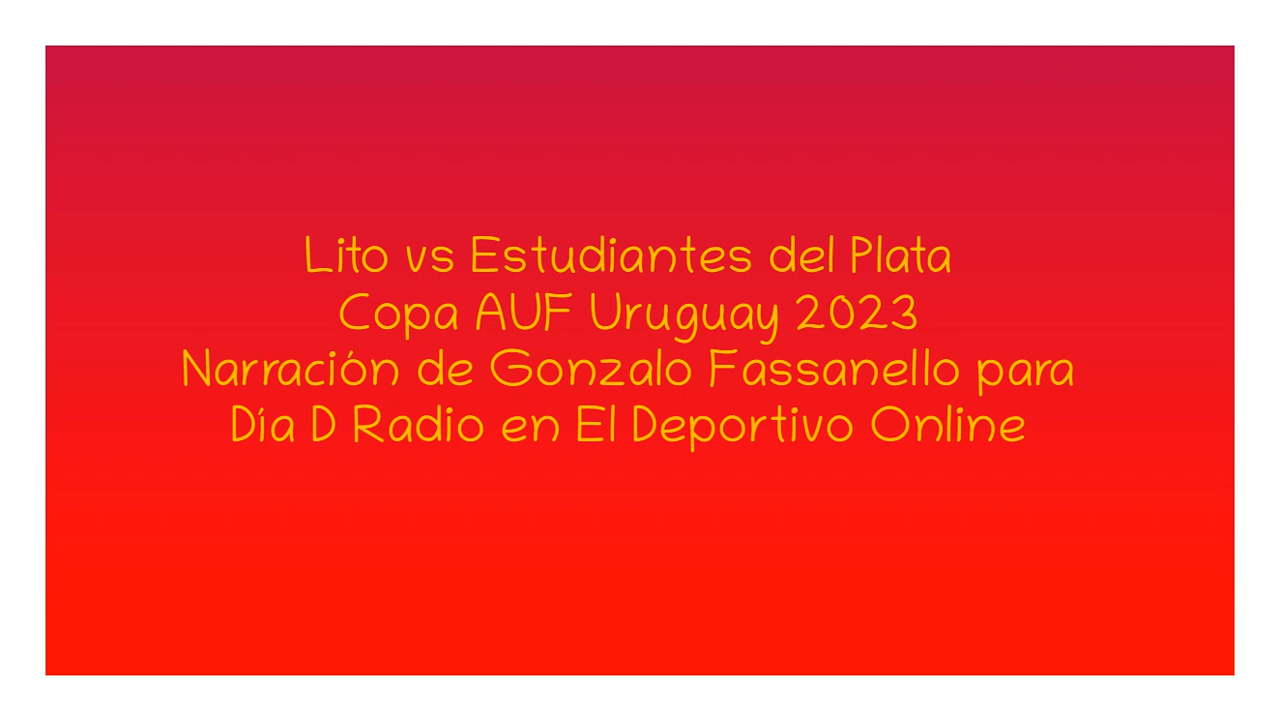 Lito vs Estudiantes del Plata
Copa AUF Uruguay 2023
Narración de Gonzalo Fassanello para
Día D Radio en El Deportivo Online